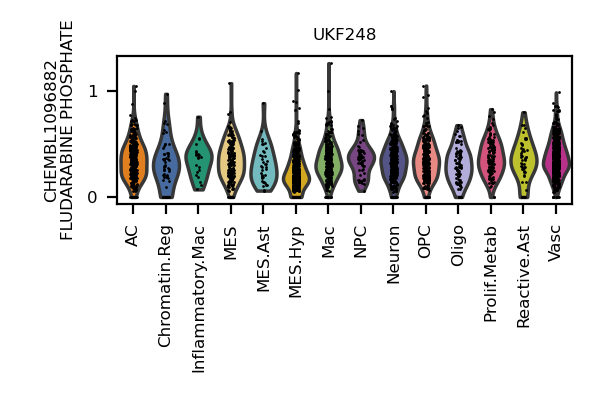 UKF248
CHEMBL1096882
FLUDARABINE PHOSPHATE
1
0
AC
Chromatin.Reg
Inflammatory.Mac
MES
MES.Ast
MES.Hyp
Mac
NPC
Neuron
OPC
Oligo
Prolif.Metab
Reactive.Ast
Vasc